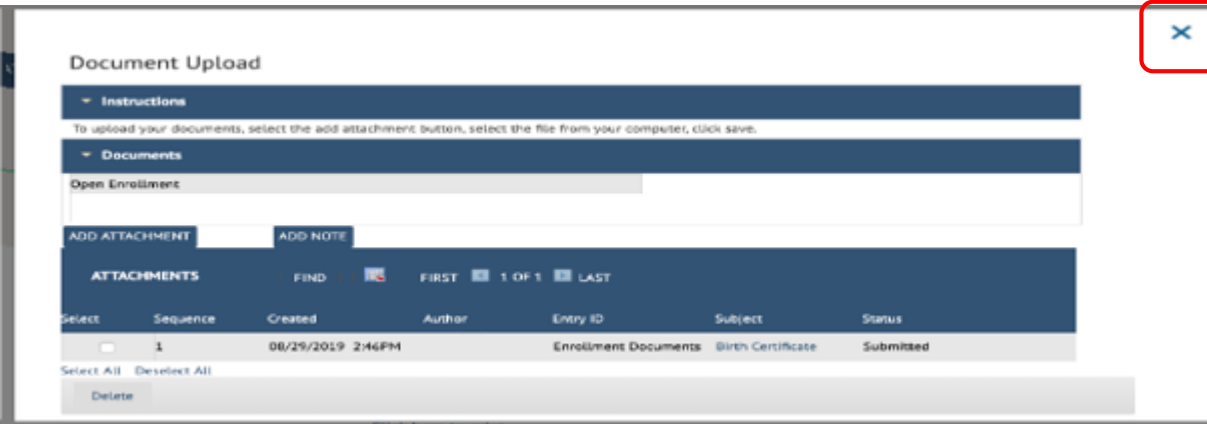 Document Upload
Instructions
To upload your documents, select the add attachment button, select the file from your computer, click save.
Documents
Open Enrollment
ADD ATTACHMENT ADD NOTE
ATTACHMENTS FIND FIRST 1 OF 1 LAST
Select Sequence Created Author Entry ID Subject Status
1 08/29/2019 2:46PM Enrollment Documents Birth Certificate Submitted
Select All Deselect All
Delete